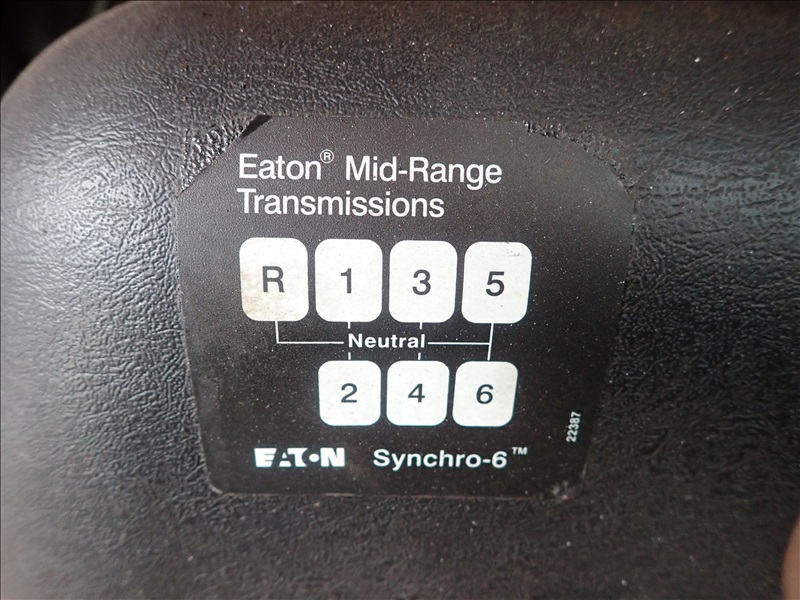 Eaton® Mid-Range
Transmissions
R 1 3 5
Neutral
2 4 6
22387
EATON Synchro-6™